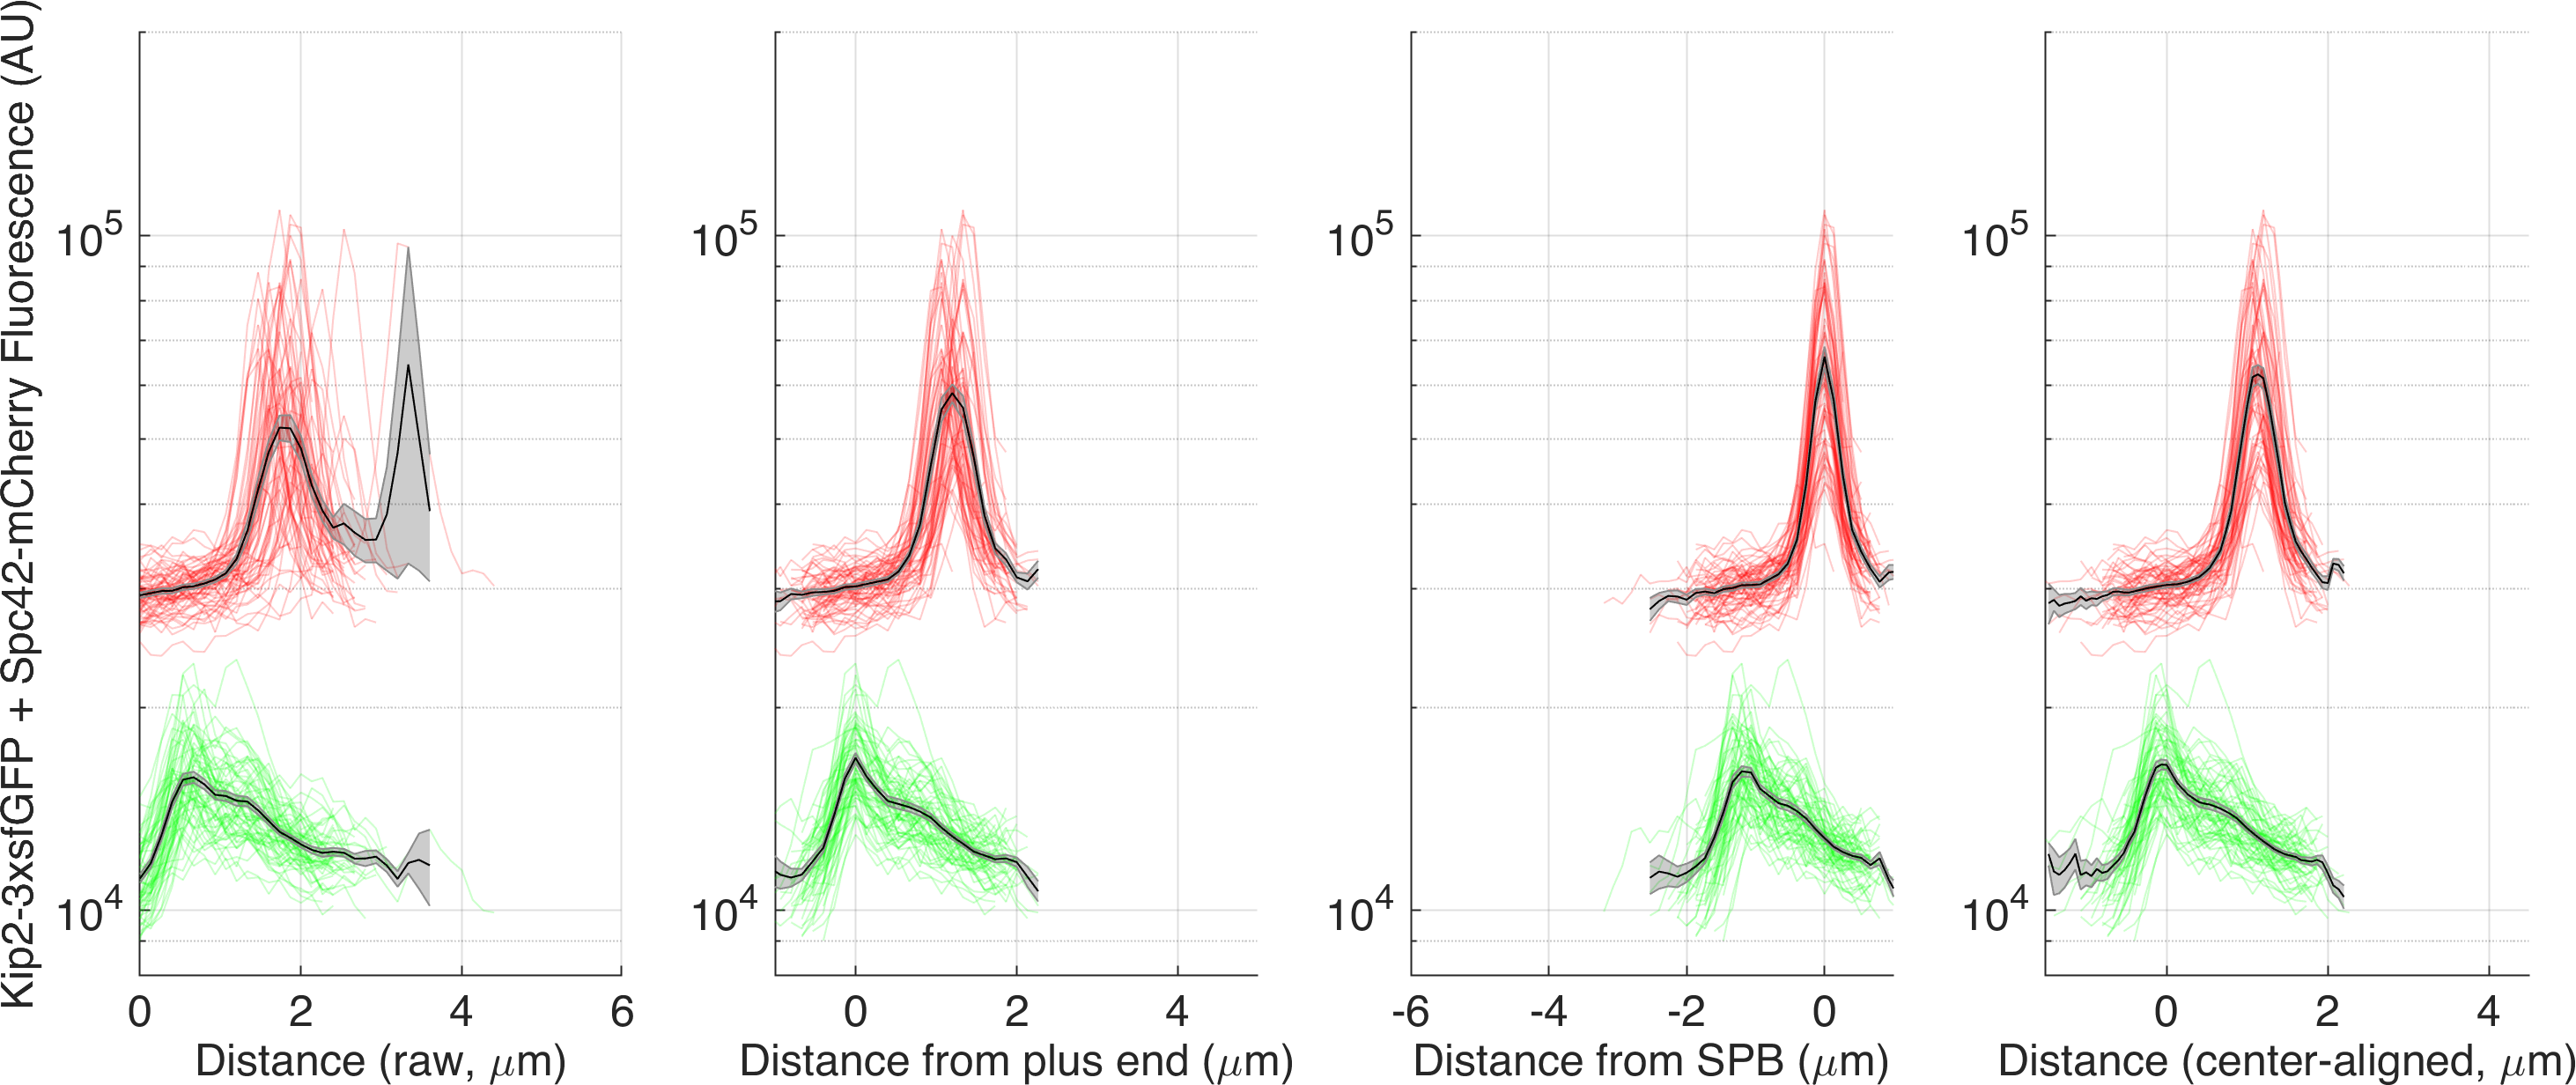 Kip2-3xsfGFP + Spc42-mCherry Fluorescence (AU)
10^5
10^4
0 2 4 6
Distance (raw, μm)
10^5
10^4
0 2 4
Distance from plus end (μm)
10^5
10^4
-6 -4 -2 0
Distance from SPB (μm)
10^5
10^4
0 2 4
Distance (center-aligned, μm)